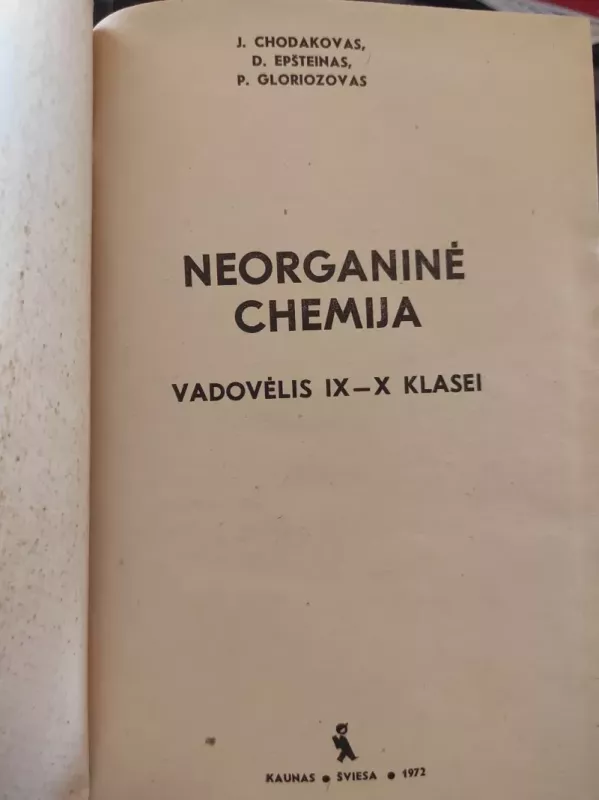 J. CHODAKOVAS,
D. EPŠTEINAS,
P. GLORIOZOVAS
NEORGANINĖ
CHEMIJA
VADOVĖLIS IX—X KLASEI
KAUNAS • ŠVIESA • 1972